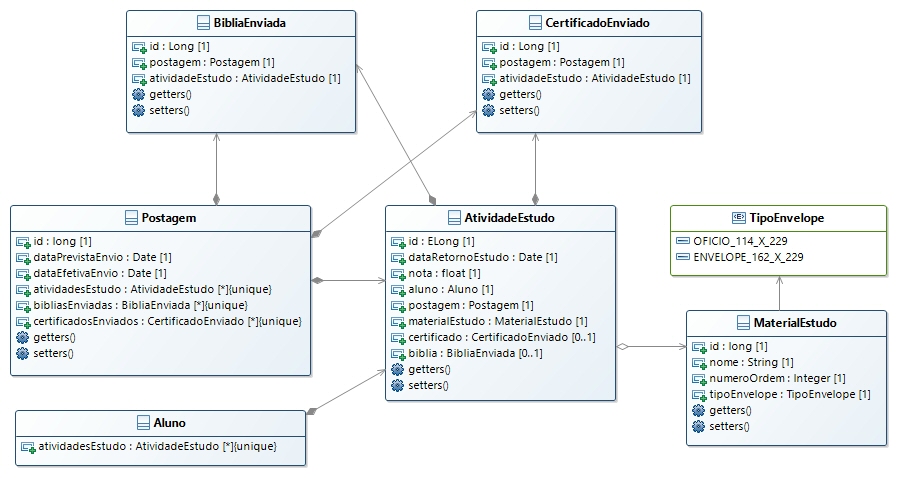 BibliaEnviada
id : Long [1]
postagem : Postagem [1]
atividadeEstudo : AtividadeEstudo [1]
getters()
setters()
CertificadoEnviado
id : Long [1]
postagem : Postagem [1]
atividadeEstudo : AtividadeEstudo [1]
getters()
setters()
Postagem
id : long [1]
dataPrevistaEnvio : Date [1]
dataEfetivaEnvio : Date [1]
atividadesEstudo : AtividadeEstudo [*]{unique}
bibliasEnviadas : BibliaEnviada [*]{unique}
certificadosEnviados : CertificadoEnviado [*]{unique}
getters()
setters()
AtividadeEstudo
id : ELong [1]
dataRetornoEstudo : Date [1]
nota : float [1]
aluno : Aluno [1]
postagem : Postagem [1]
materialEstudo : MaterialEstudo [1]
certificado : CertificadoEnviado [0..1]
biblia : BibliaEnviada [0..1]
getters()
setters()
TipoEnvelope
OFICIO_114_X_229
ENVELOPE_162_X_229
MaterialEstudo
id : long [1]
nome : String [1]
numeroOrdem : Integer [1]
tipoEnvelope : TipoEnvelope [1]
getters()
setters()
Aluno
atividadesEstudo : AtividadeEstudo [*]{unique}